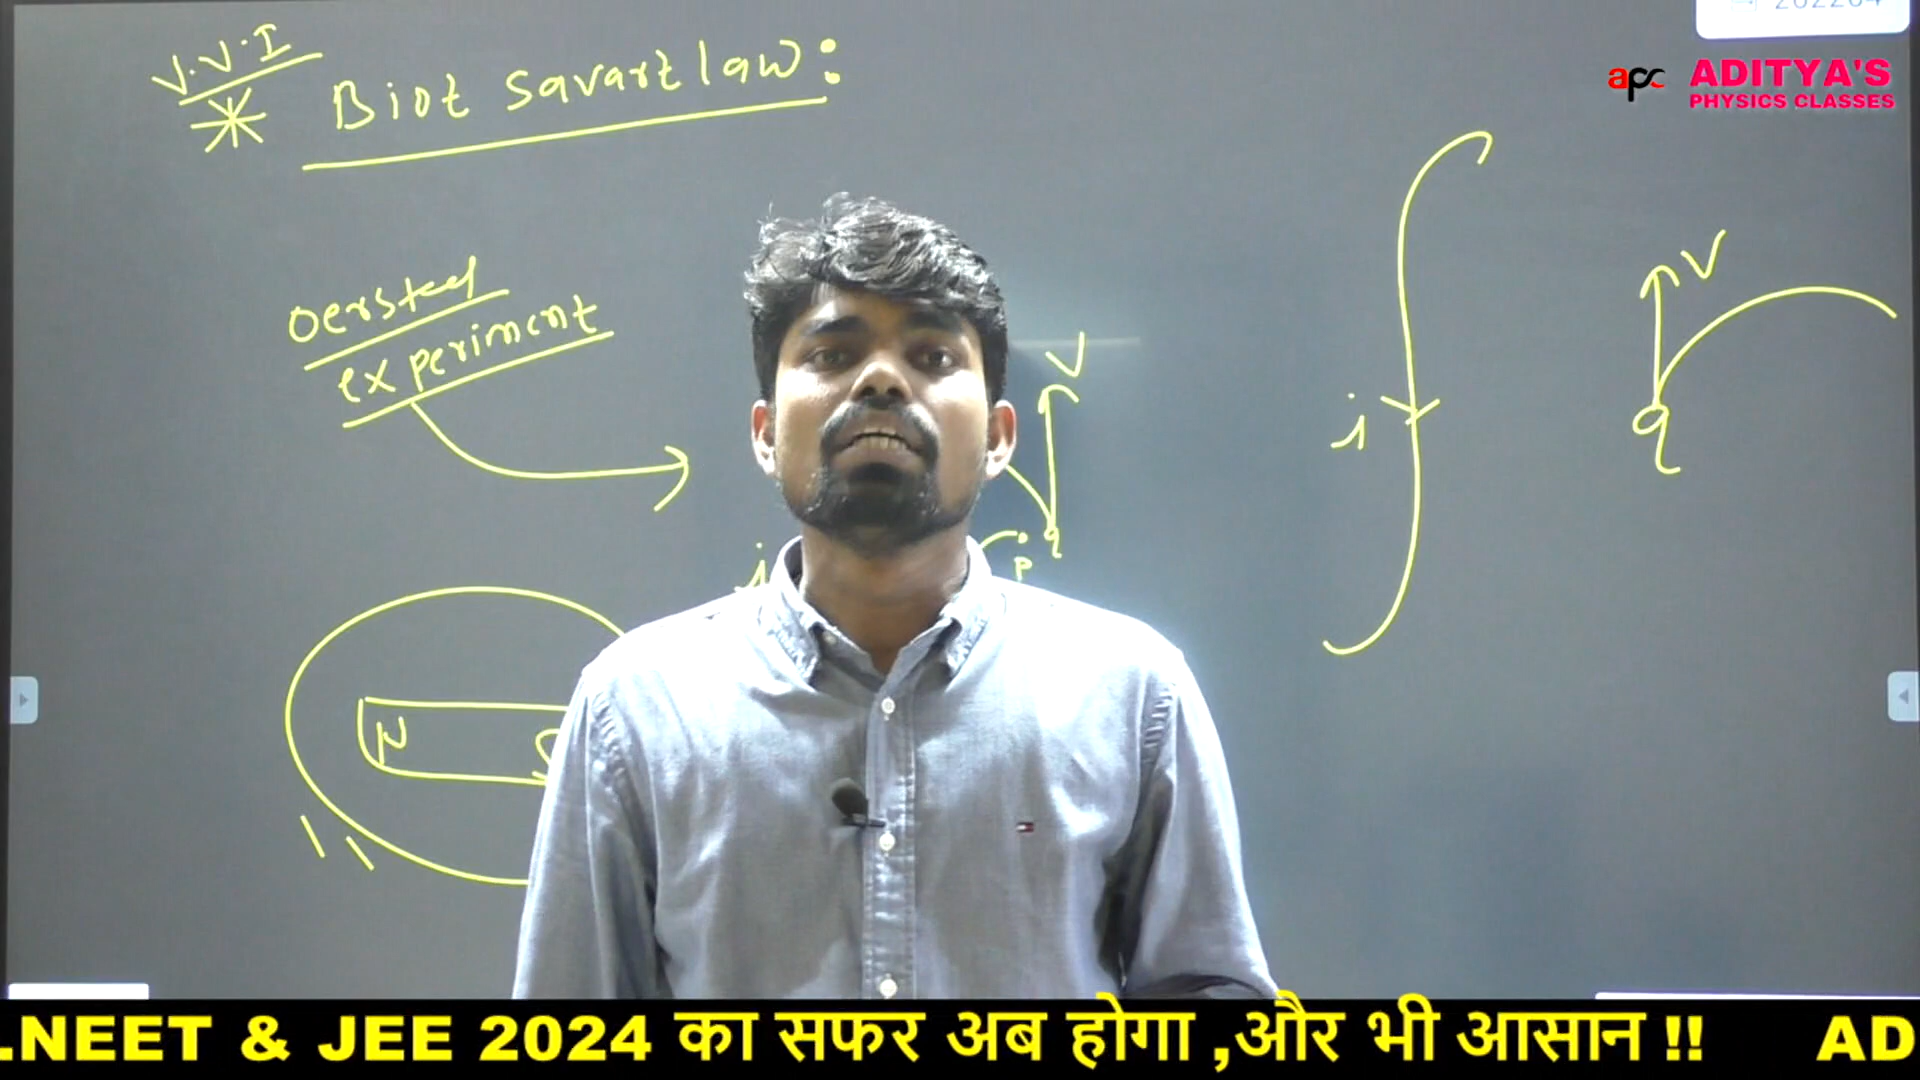 V.V.I
Biot Savart law:
apc ADITYA'S
PHYSICS CLASSES
Oersted
experiment
V
V
i
q
q
P
i
N
S
.NEET & JEE 2024 का सफर अब होगा ,और भी आसान !! AD